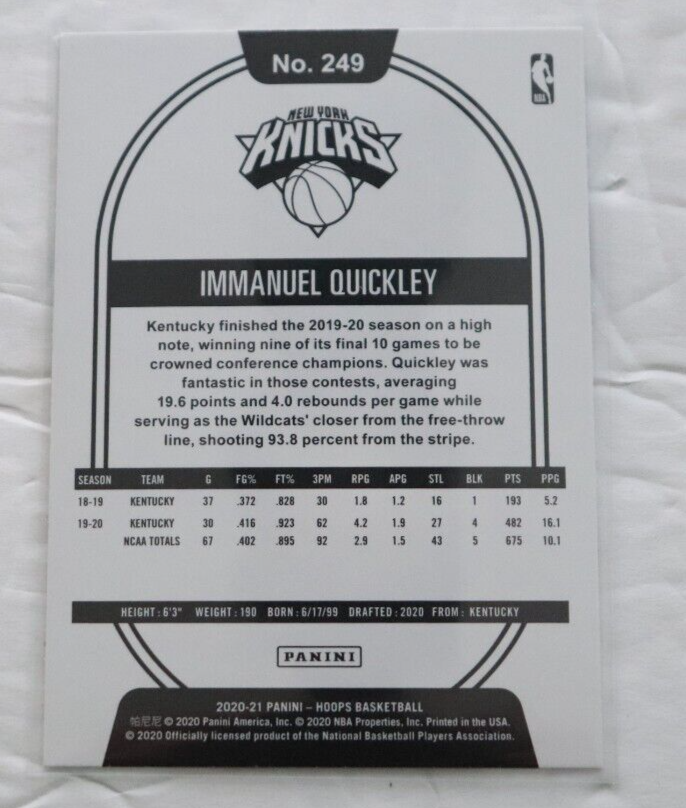 No. 249
NBA
NEW YORK
KNICKS
IMMANUEL QUICKLEY
Kentucky finished the 2019-20 season on a high
note, winning nine of its final 10 games to be
crowned conference champions. Quickley was
fantastic in those contests, averaging
19.6 points and 4.0 rebounds per game while
serving as the Wildcats' closer from the free-throw
line, shooting 93.8 percent from the stripe.
SEASON TEAM G FG% FT% 3PM RPG APG STL BLK PTS PPG
18-19 KENTUCKY 37 .372 .828 30 1.8 1.2 16 1 193 5.2
19-20 KENTUCKY 30 .416 .923 62 4.2 1.9 27 4 482 16.1
NCAA TOTALS 67 .402 .895 92 2.9 1.5 43 5 675 10.1
HEIGHT: 6'3" WEIGHT: 190 BORN: 6/17/99 DRAFTED: 2020 FROM: KENTUCKY
PANINI
2020-21 PANINI – HOOPS BASKETBALL
帕尼尼 © 2020 Panini America, Inc. © 2020 NBA Properties, Inc. Printed in the USA.
© 2020 Officially licensed product of the National Basketball Players Association.